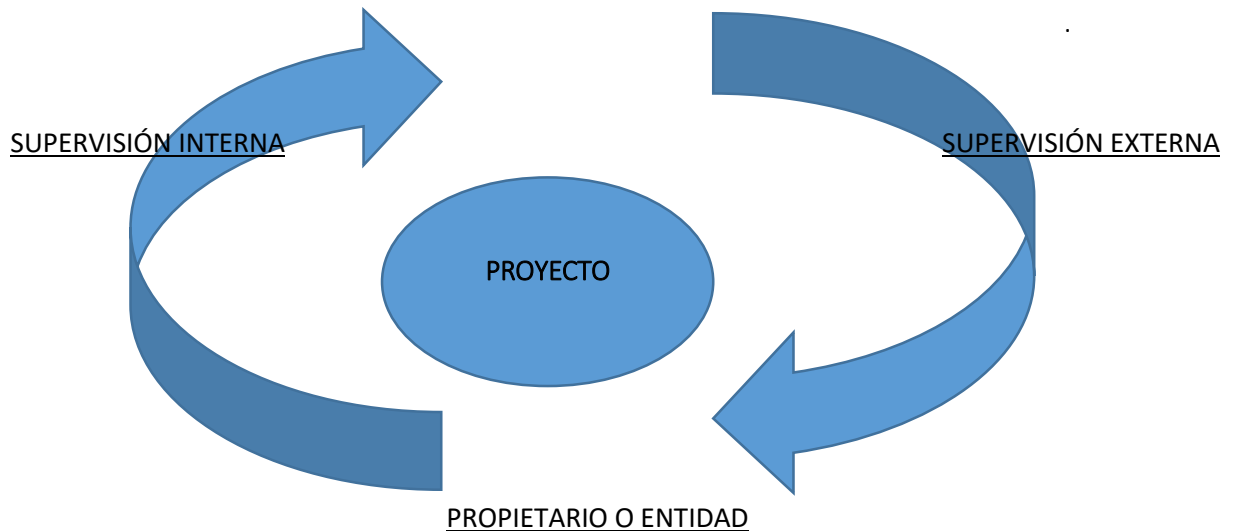 .
SUPERVISIÓN INTERNA
SUPERVISIÓN EXTERNA
PROYECTO
PROPIETARIO O ENTIDAD